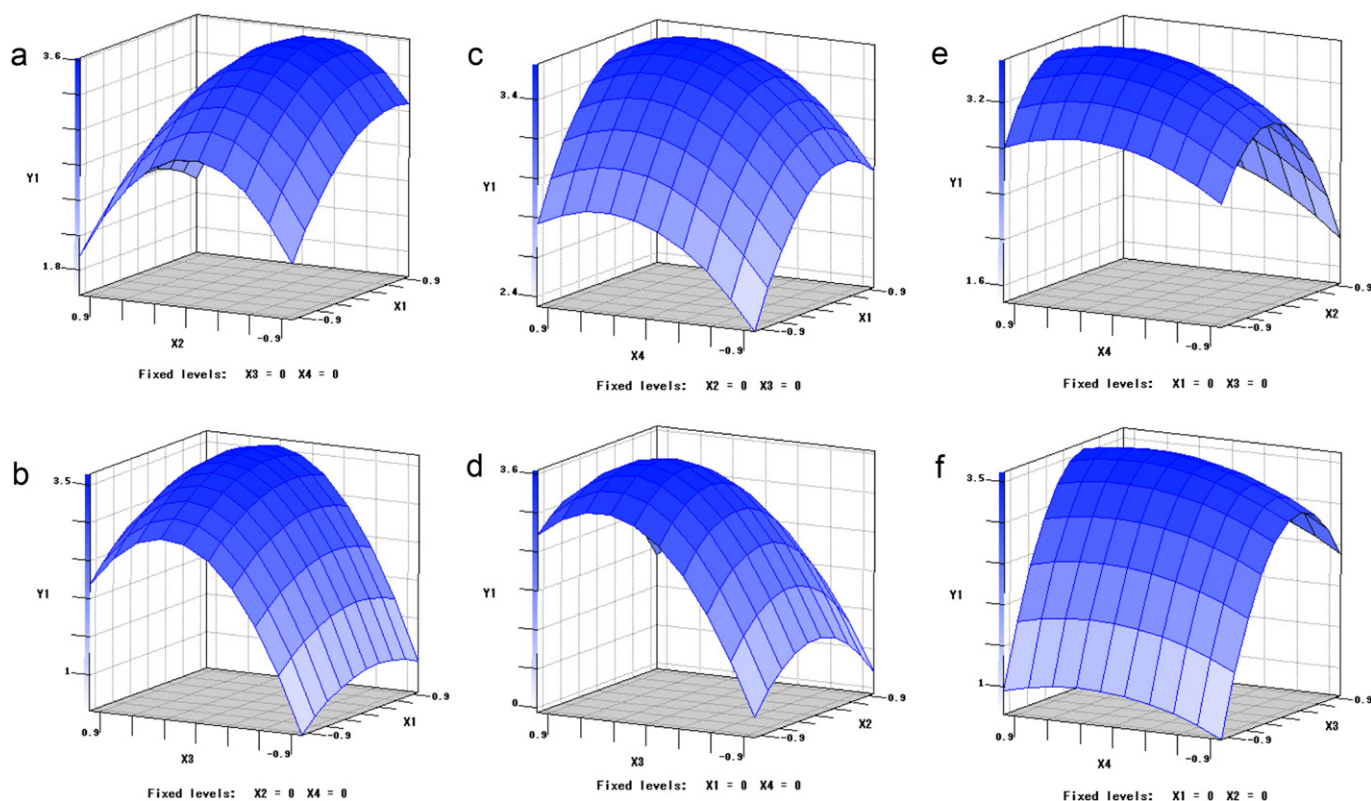 a
3.6
Y1
1.8
0.9
X2
-0.9
-0.9
X1
0.9
Fixed levels: X3 = 0 X4 = 0
c
3.4
Y1
2.4
0.9
X4
-0.9
-0.9
X1
0.9
Fixed levels: X2 = 0 X3 = 0
e
3.2
Y1
1.6
0.9
X4
-0.9
-0.9
X2
0.9
Fixed levels: X1 = 0 X3 = 0
b
3.5
Y1
1
0.9
X3
-0.9
-0.9
X1
0.9
Fixed levels: X2 = 0 X4 = 0
d
3.6
Y1
0
0.9
X3
-0.9
-0.9
X2
0.9
Fixed levels: X1 = 0 X4 = 0
f
3.5
Y1
1
0.9
X4
-0.9
-0.9
X3
0.9
Fixed levels: X1 = 0 X2 = 0